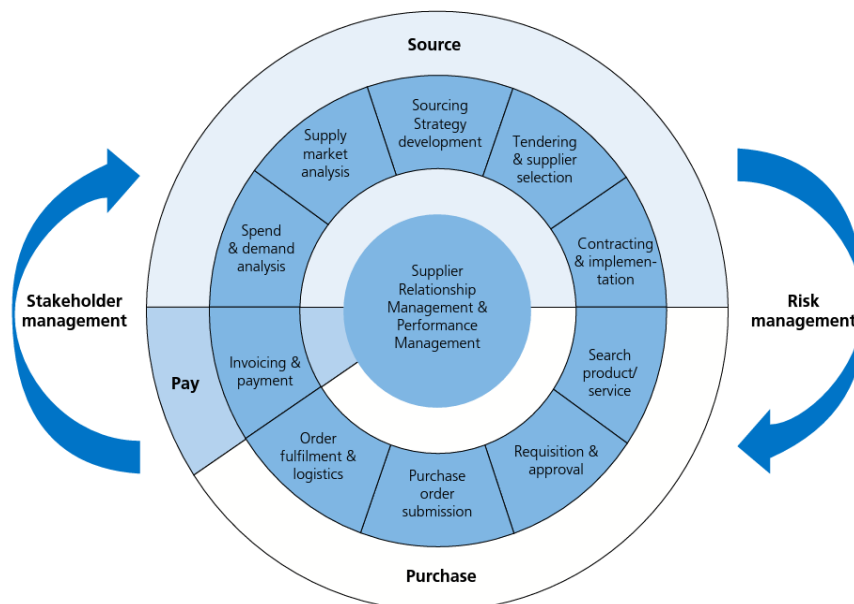 Source
Sourcing
Strategy
development
Supply
market
analysis
Tendering
& supplier
selection
Spend
& demand
analysis
Contracting
& implemen-
tation
Supplier
Relationship
Management &
Performance
Management
Stakeholder
management
Risk
management
Pay
Invoicing &
payment
Search
product/
service
Order
fulfilment &
logistics
Purchase
order
submission
Requisition &
approval
Purchase